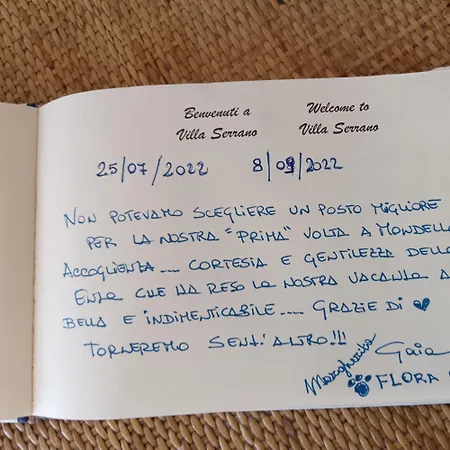 Benvenuti a Welcome to
Villa Serrano Villa Serrano
25/07/2022 8/09/2022
NON POTEVAMO SCEGLIERE UN POSTO MIGLIORE
PER LA NOSTRA "PRIMA" VOLTA A MONDELLO
ACCOGLIENZA.... CORTESIA E GENTILEZZA DELLO
CHE HA RESO LA NOSTRA VACANZA A
BELLA E INDIMENTICABILE.... GRAZIE DI ♥
TORNEREMO SENZ'ALTRO!!!
Margherita Gaia
FLORA